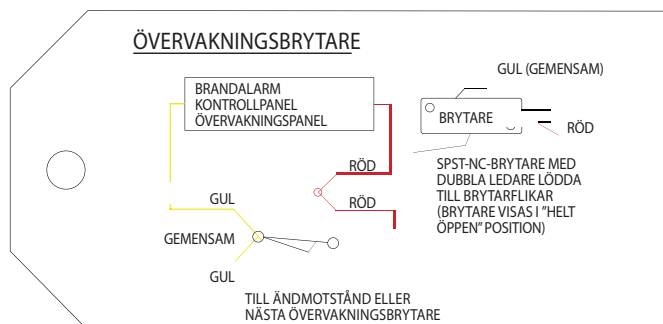 ÖVERVAKNINGSBRYTARE
BRANDALARM
KONTROLLPANEL
ÖVERVAKNINGSPANEL
GUL (GEMENSAM)
BRYTARE
RÖD
SPST-NC-BRYTARE MED
DUBBLA LEDARE LÖDDA
TILL BRYTARFLIKAR
(BRYTARE VISAS I "HELT
ÖPPEN" POSITION)
RÖD
RÖD
GUL
GEMENSAM
GUL
TILL ÄNDMOTSTÅND ELLER
NÄSTA ÖVERVAKNINGSBRYTARE